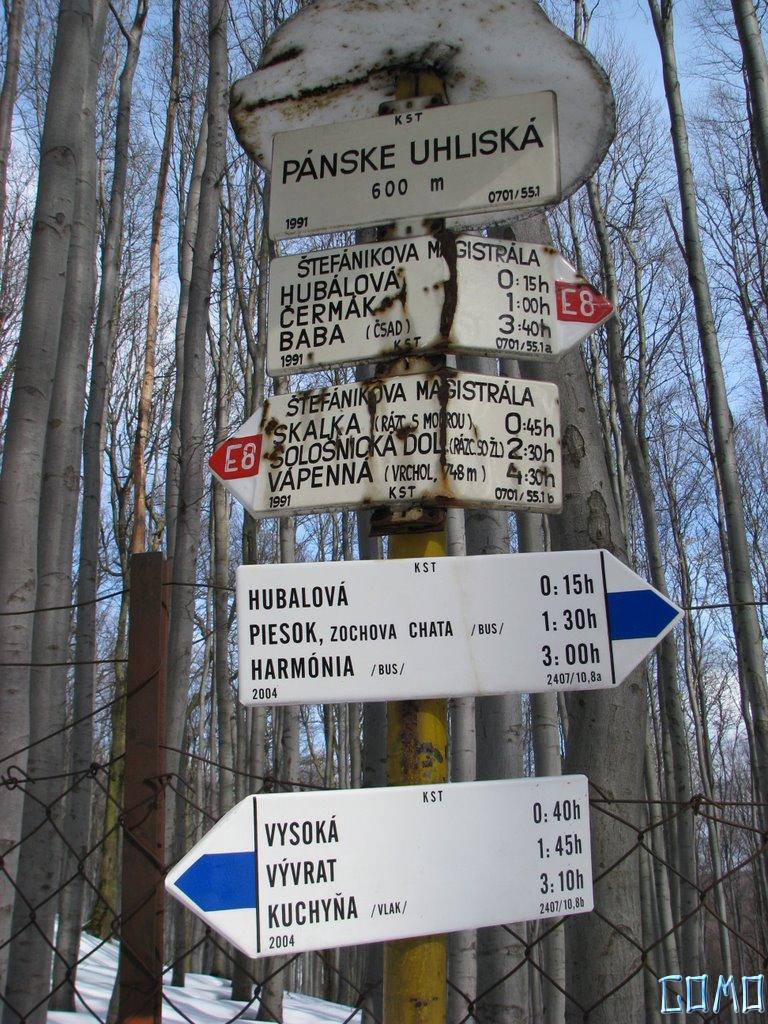 KST
PÁNSKE UHLISKÁ
600 m
1991 0701/55.1
ŠTEFÁNIKOVA MAGISTRÁLA
HUBÁLOVÁ 0:15h
ČERMÁK 1:00h
BABA (ČSAD) 3:40h
E8
1991 KST 0701/55.1a
ŠTEFÁNIKOVA MAGISTRÁLA
SKALKA (RÁZC. S MODROU) 0:45h
SOLOŠNICKÁ DOL. (RÁZC. SO ŽL.) 2:30h
VÁPENNÁ (VRCHOL, 748 m) 4:30h
E8
1991 KST 0701/55.1b
KST
HUBALOVÁ 0:15h
PIESOK, ZOCHOVA CHATA /BUS/ 1:30h
HARMÓNIA /BUS/ 3:00h
2004 2407/10,8a
KST
VYSOKÁ 0:40h
VÝVRAT 1:45h
KUCHYŇA /VLAK/ 3:10h
2004 2407/10,8b
COMO